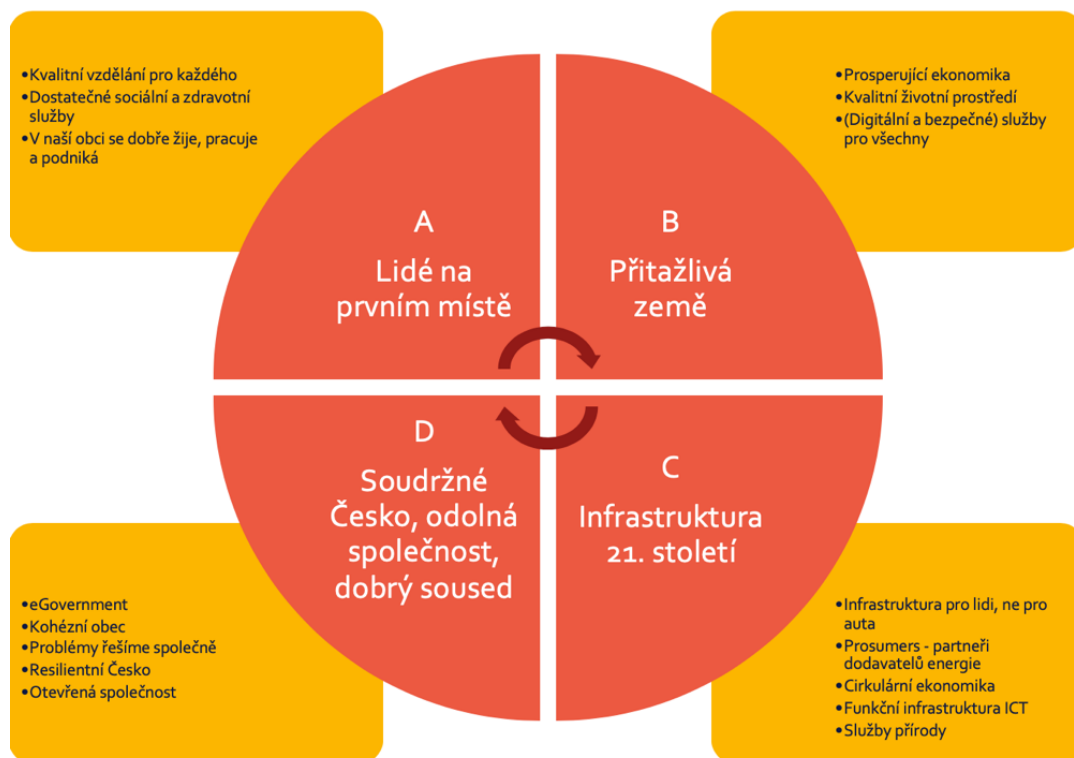 •Kvalitní vzdělání pro každého
•Dostatečné sociální a zdravotní
služby
•V naší obci se dobře žije, pracuje
a podniká
•Prosperující ekonomika
•Kvalitní životní prostředí
•(Digitální a bezpečné) služby
pro všechny
A
Lidé na
prvním místě
B
Přitažlivá
země
D
Soudržné
Česko, odolná
společnost,
dobrý soused
C
Infrastruktura
21. století
•eGovernment
•Kohézní obec
•Problémy řešíme společně
•Resilientní Česko
•Otevřená společnost
•Infrastruktura pro lidi, ne pro
auta
•Prosumers - partneři
dodavatelů energie
•Cirkulární ekonomika
•Funkční infrastruktura ICT
•Služby přírody